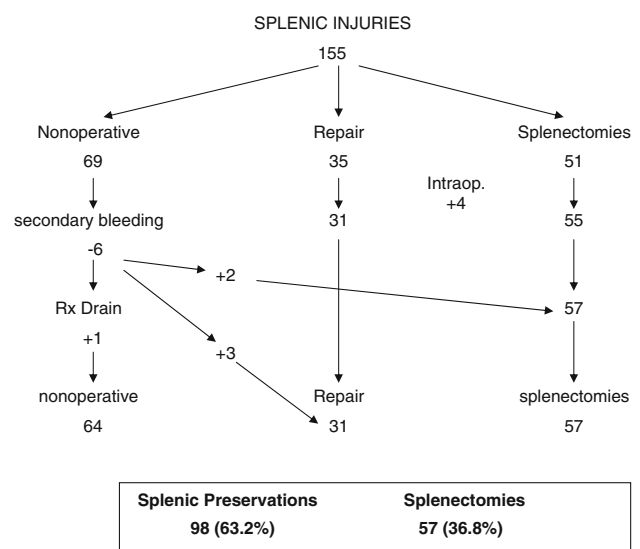 SPLENIC INJURIES
155
Nonoperative Repair Splenectomies
69 35 51
Intraop.
+4
secondary bleeding 31 55
-6
+2
Rx Drain 57
+1
+3
nonoperative Repair splenectomies
64 31 57
Splenic Preservations Splenectomies
98 (63.2%) 57 (36.8%)